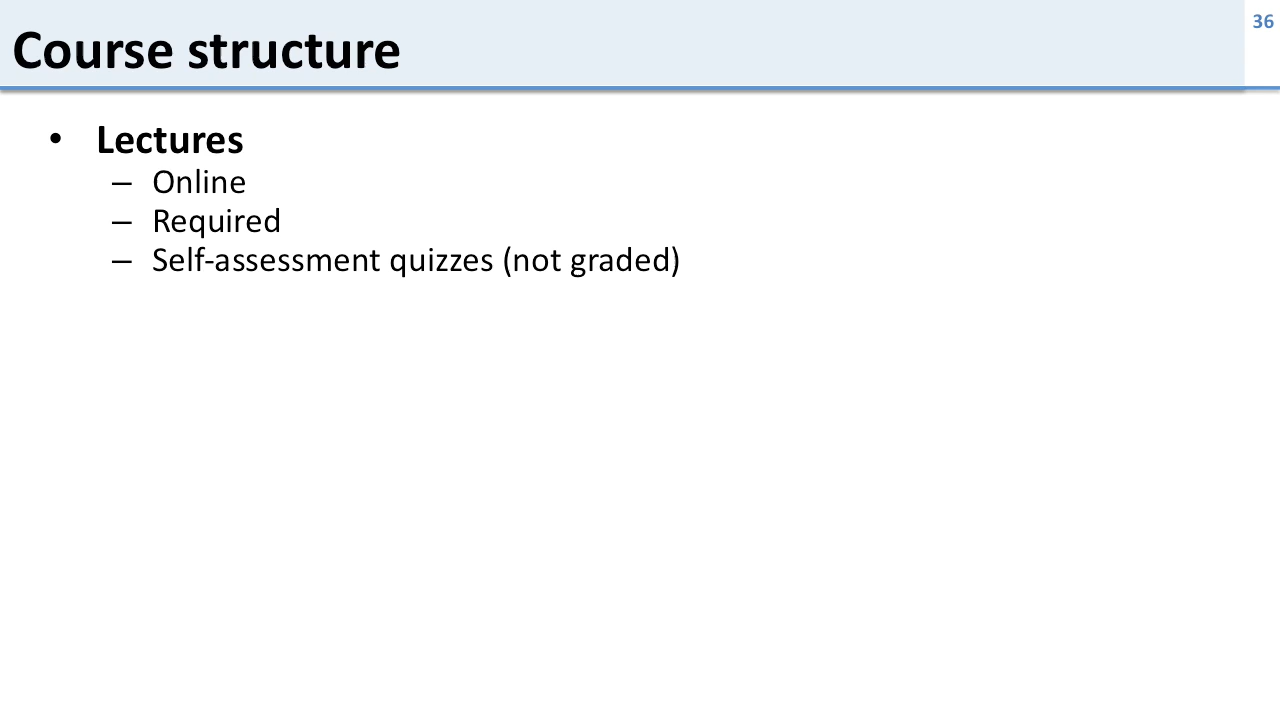 36
Course structure
• Lectures
– Online
– Required
– Self-assessment quizzes (not graded)